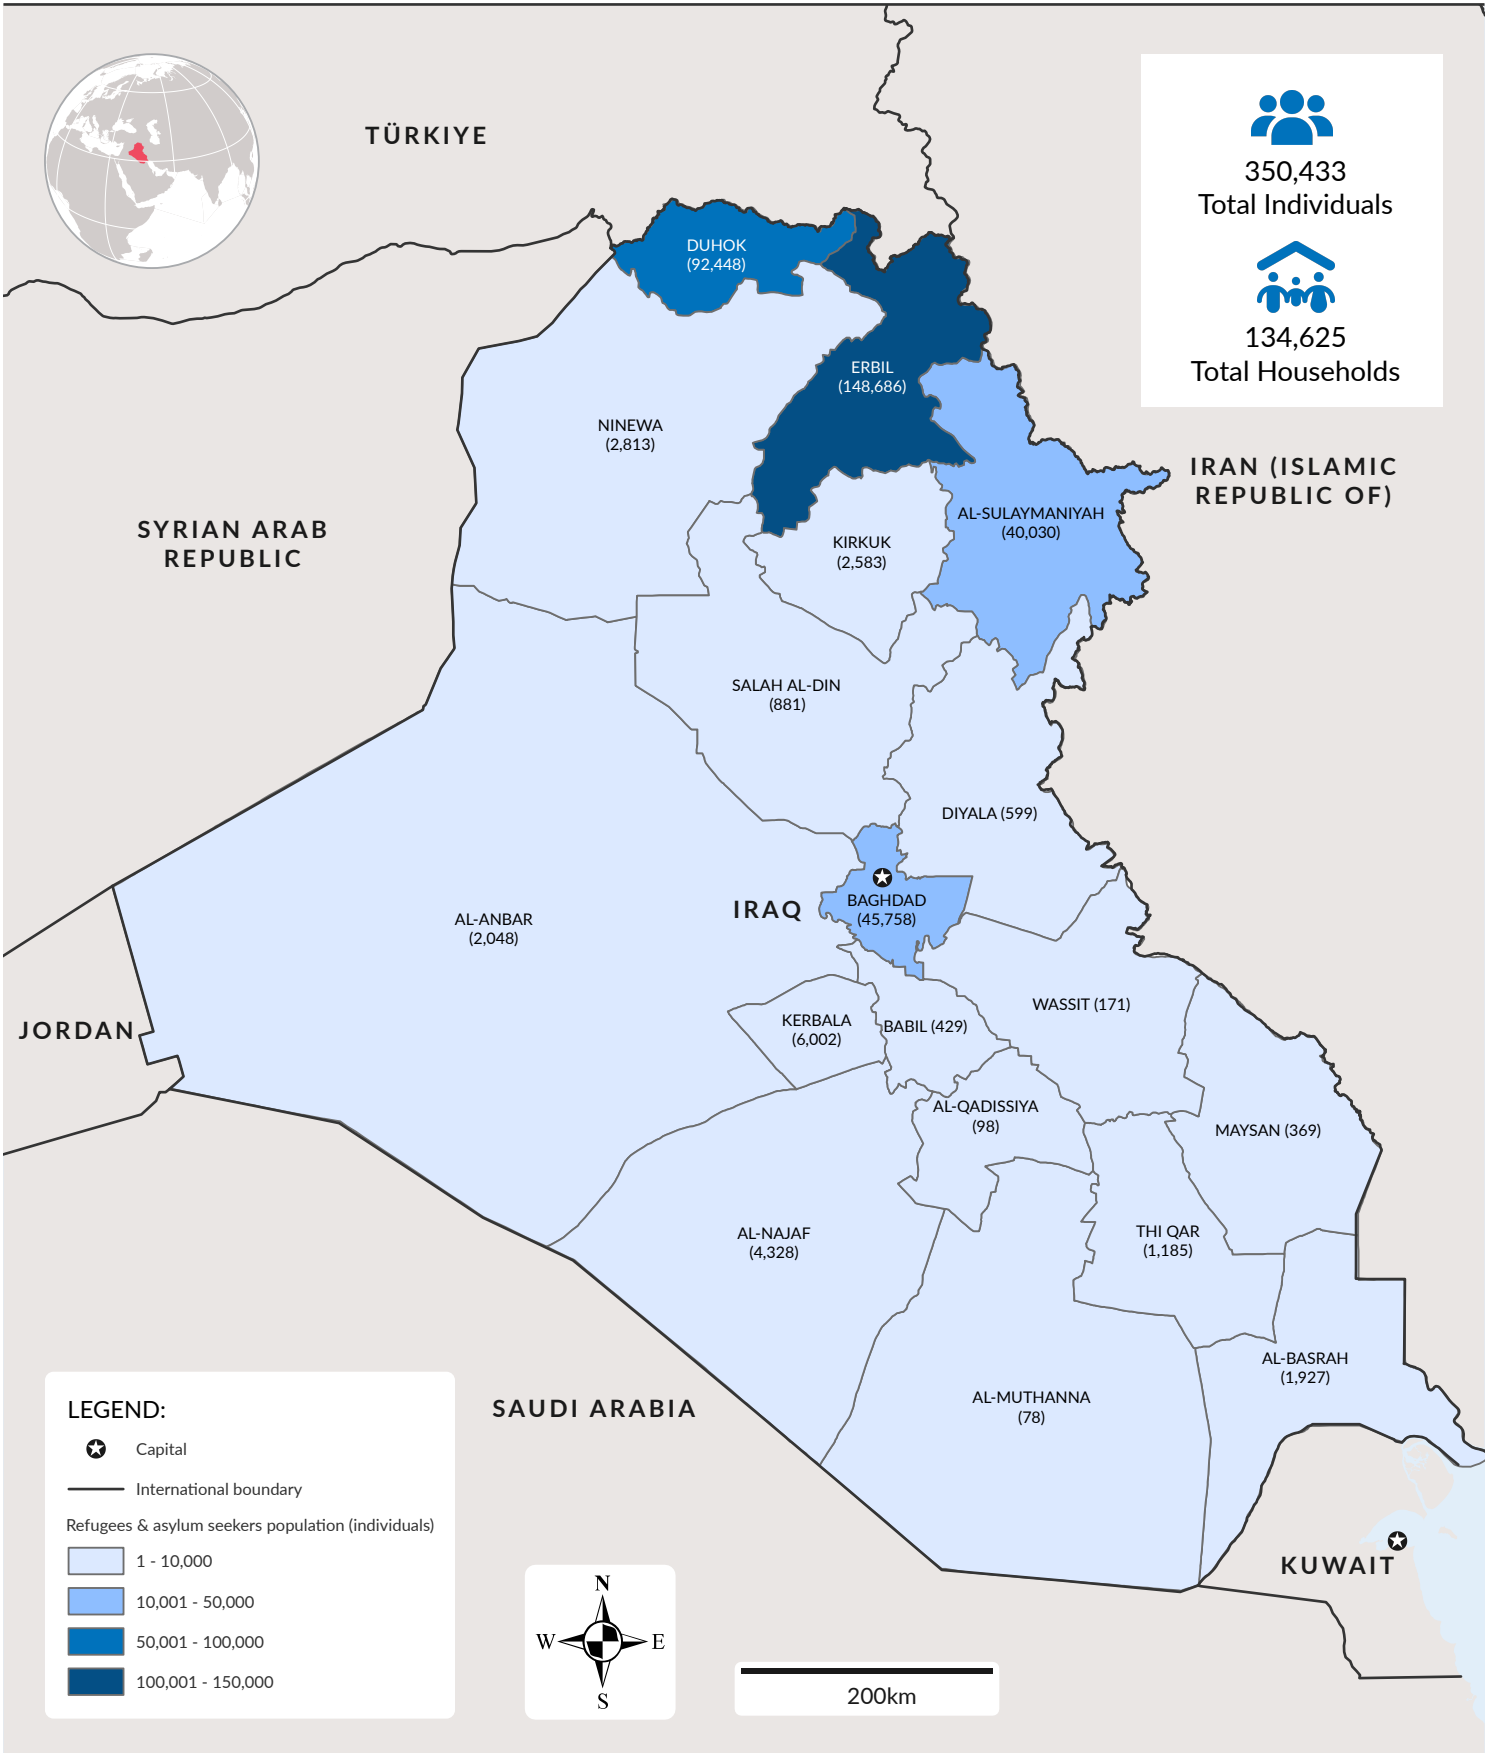 TÜRKIYE
350,433
Total Individuals
134,625
Total Households
DUHOK
(92,448)
ERBIL
(148,686)
NINEWA
(2,813)
IRAN (ISLAMIC
REPUBLIC OF)
SYRIAN ARAB
REPUBLIC
AL-SULAYMANIYAH
(40,030)
KIRKUK
(2,583)
SALAH AL-DIN
(881)
DIYALA (599)
IRAQ
BAGHDAD
(45,758)
AL-ANBAR
(2,048)
WASSIT (171)
JORDAN
KERBALA
(6,002)
BABIL (429)
AL-QADISSIYA
(98)
MAYSAN (369)
AL-NAJAF
(4,328)
THI QAR
(1,185)
AL-BASRAH
(1,927)
AL-MUTHANNA
(78)
SAUDI ARABIA
KUWAIT
LEGEND:
Capital
International boundary
Refugees & asylum seekers population (individuals)
1 - 10,000
10,001 - 50,000
50,001 - 100,000
100,001 - 150,000
N
W E
S
200km